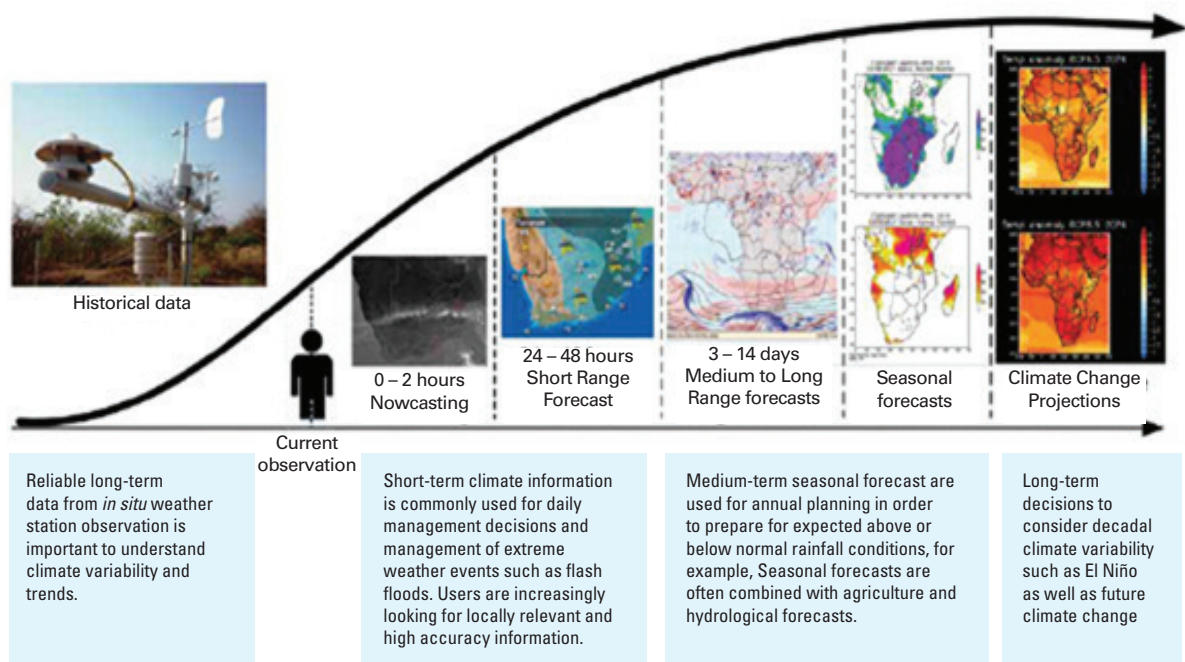 Historical data
0 – 2 hours
Nowcasting
24 – 48 hours
Short Range
Forecast
3 – 14 days
Medium to Long
Range forecasts
Seasonal
forecasts
Climate Change
Projections
Current
observation
Reliable long-term
data from in situ weather
station observation is
important to understand
climate variability and
trends.
Short-term climate information
is commonly used for daily
management decisions and
management of extreme
weather events such as flash
floods. Users are increasingly
looking for locally relevant and
high accuracy information.
Medium-term seasonal forecast are
used for annual planning in order
to prepare for expected above or
below normal rainfall conditions, for
example, Seasonal forecasts are
often combined with agriculture and
hydrological forecasts.
Long-term
decisions to
consider decadal
climate variability
such as El Niño
as well as future
climate change